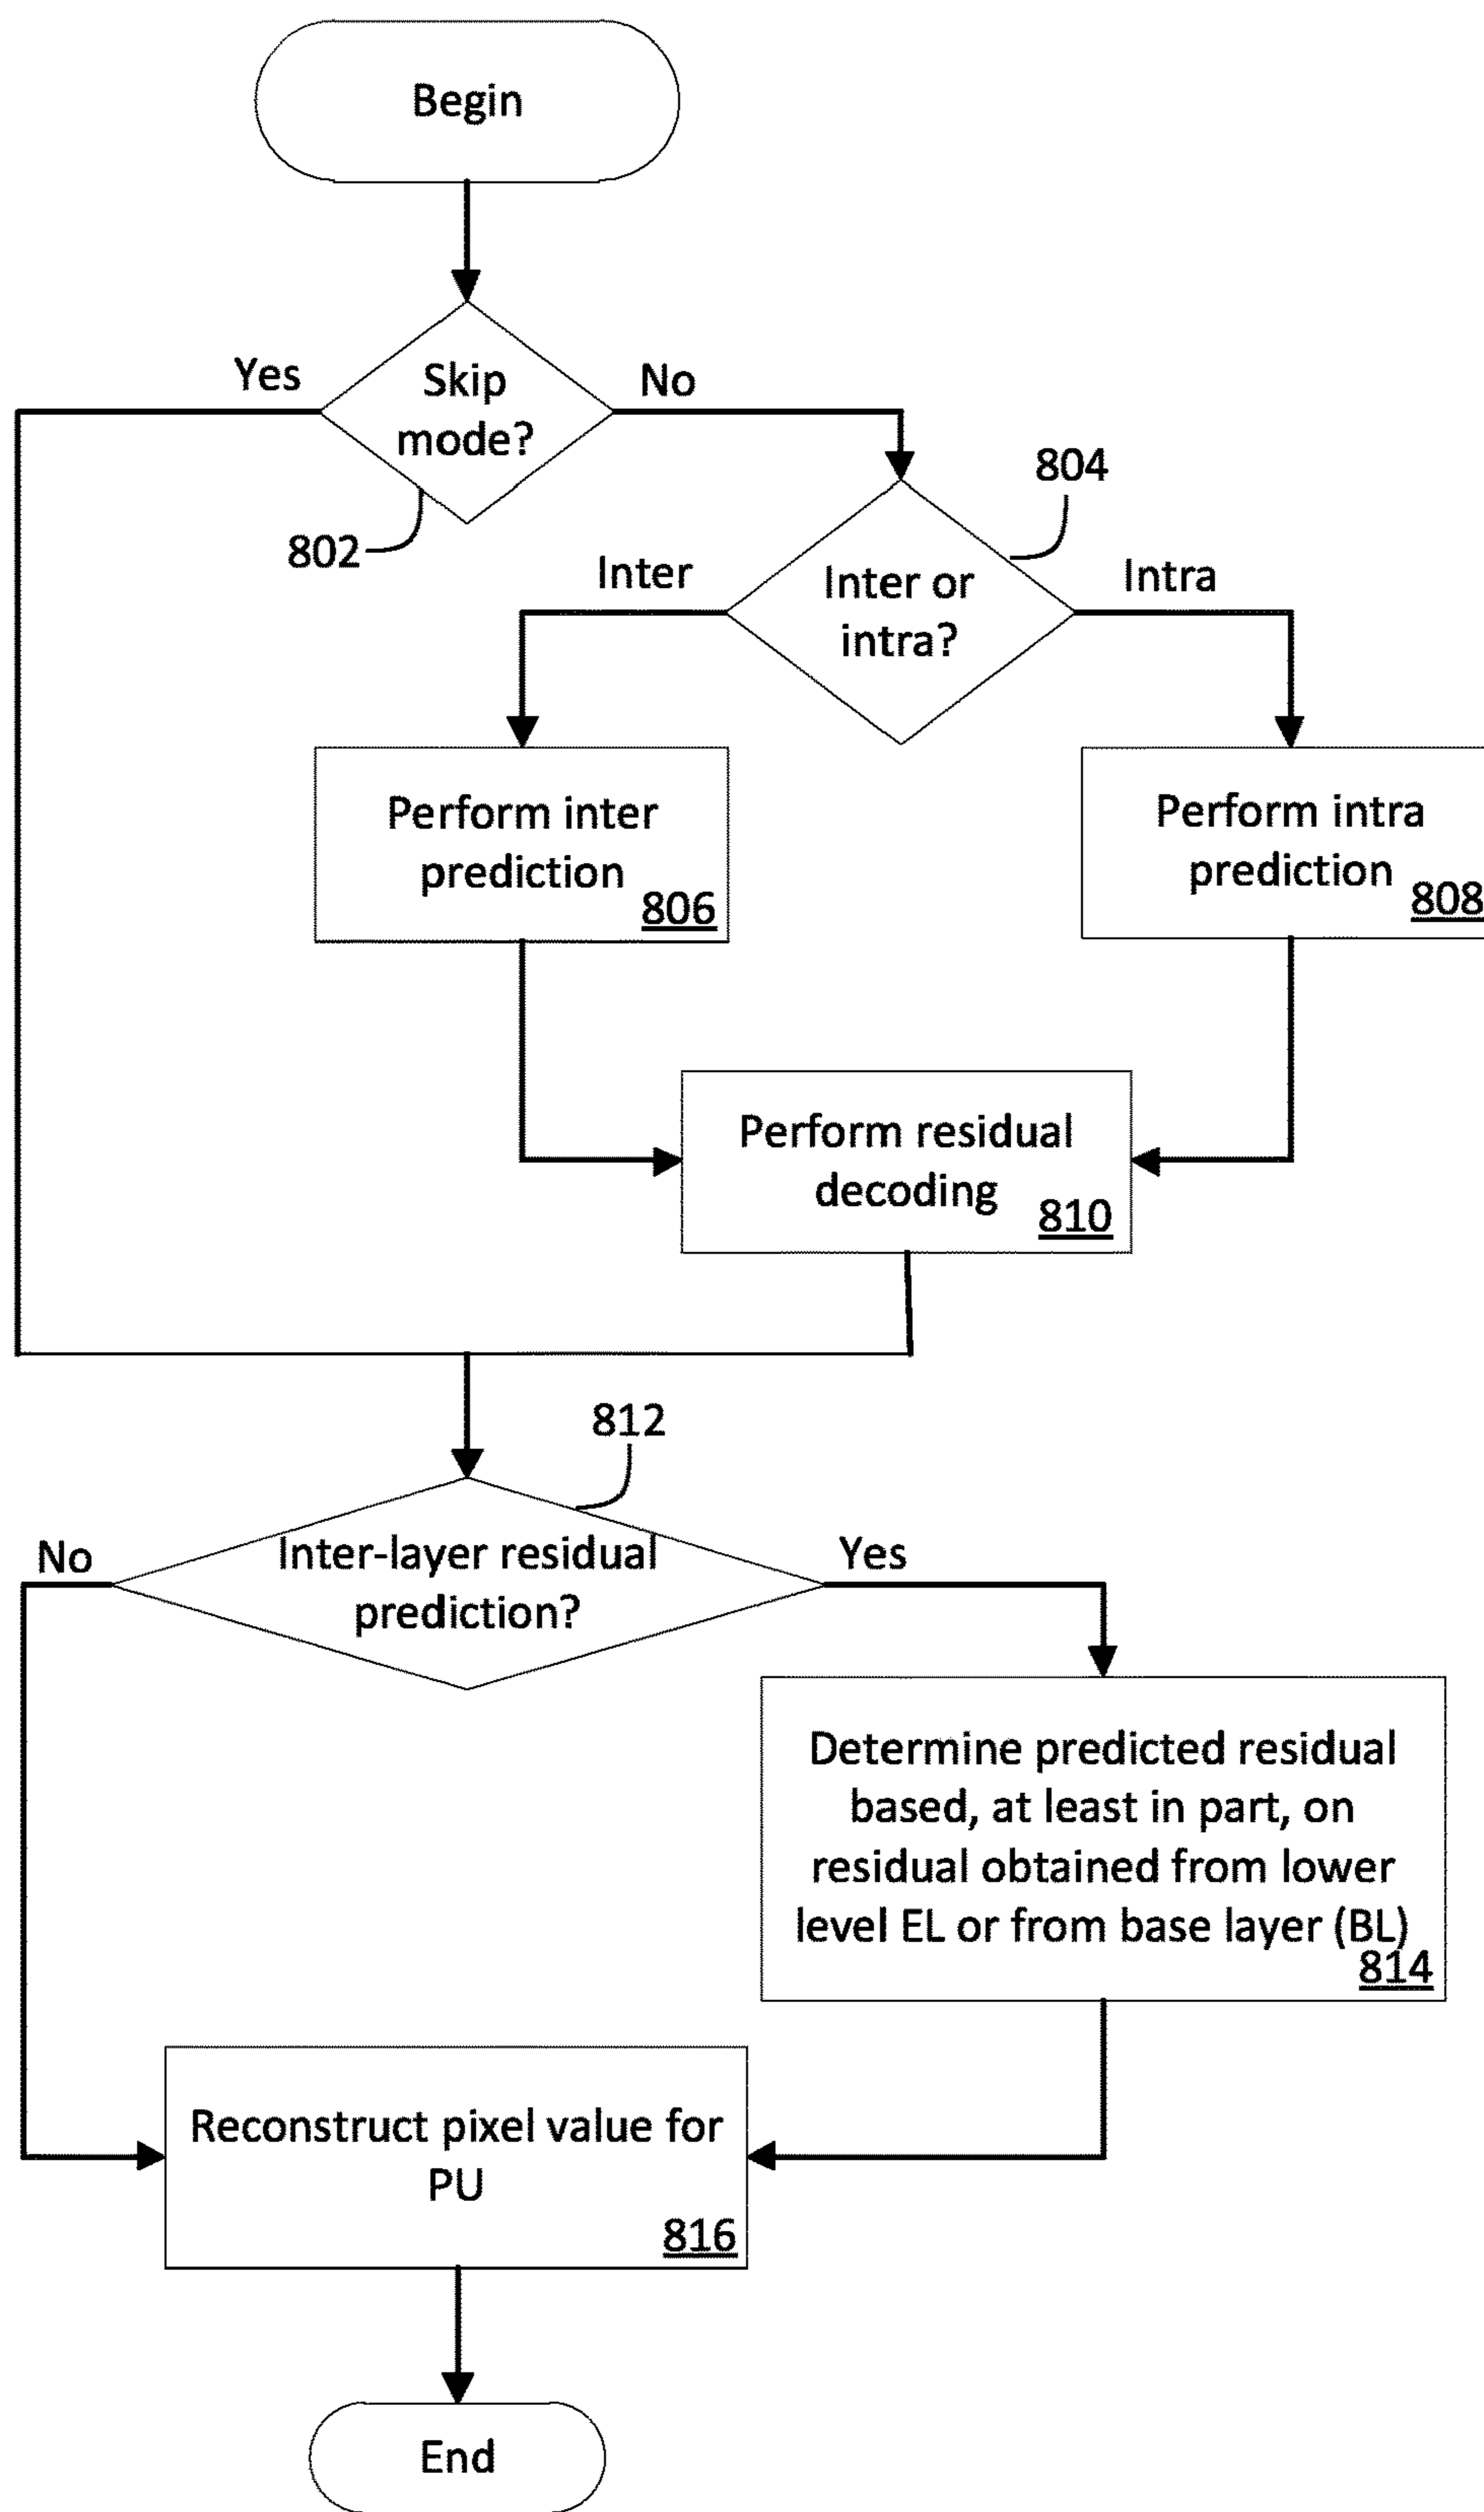 Begin
Skip
mode?
Yes
No
802
804
Inter or
intra?
Inter
Intra
Perform inter
prediction
806
Perform intra
prediction
808
Perform residual
decoding
810
812
Inter-layer residual
prediction?
No
Yes
Determine predicted residual
based, at least in part, on
residual obtained from lower
level EL or from base layer (BL)
814
Reconstruct pixel value for
PU
816
End